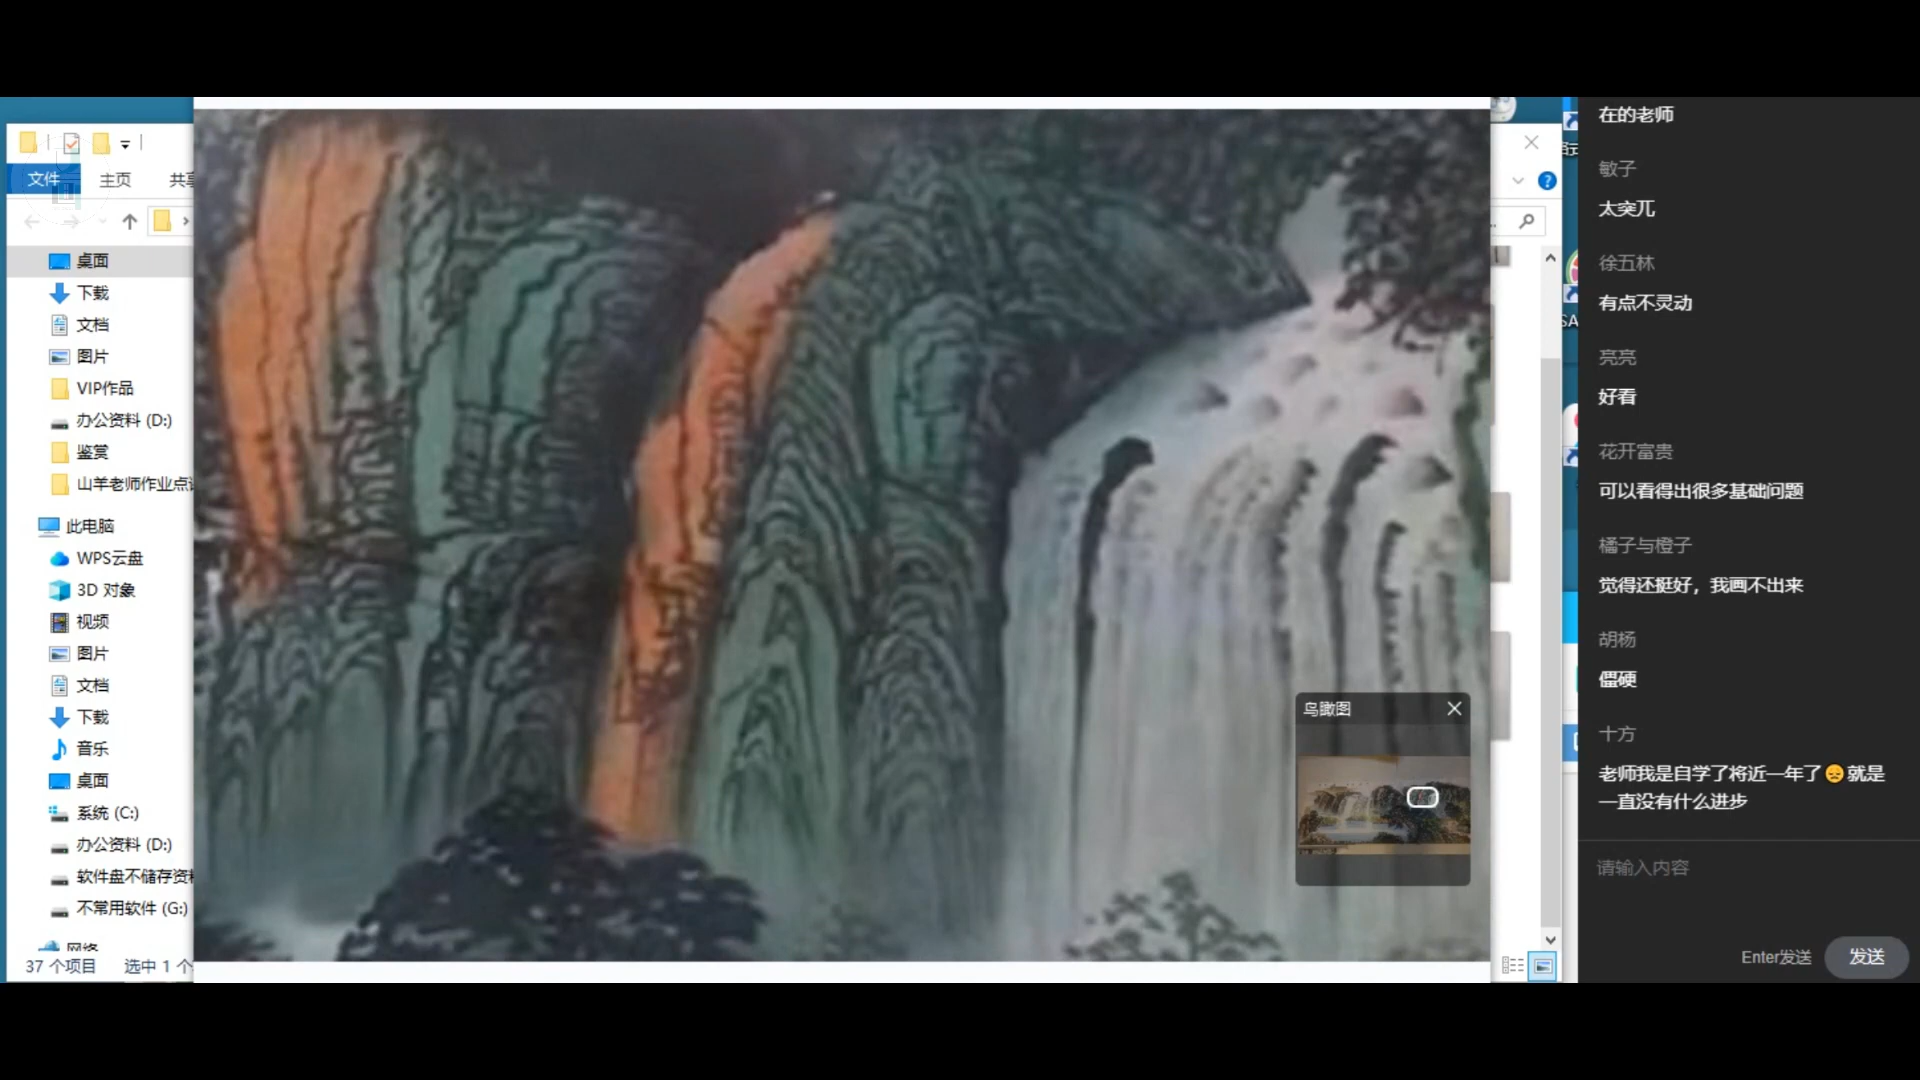 文件
主页
共享
桌面
下载
文档
图片
VIP作品
办公资料 (D:)
鉴赏
山羊老师作业点
此电脑
WPS云盘
3D 对象
视频
图片
文档
下载
音乐
桌面
系统 (C:)
办公资料 (D:)
软件盘不储存资
不常用软件 (G:)
网络
37 个项目
选中 1 个
鸟瞰图
SA
在的老师
敏子
太突兀
徐五林
有点不灵动
亮亮
好看
花开富贵
可以看得出很多基础问题
橘子与橙子
觉得还挺好，我画不出来
胡杨
僵硬
十方
老师我是自学了将近一年了😞就是
一直没有什么进步
请输入内容
Enter发送
发送